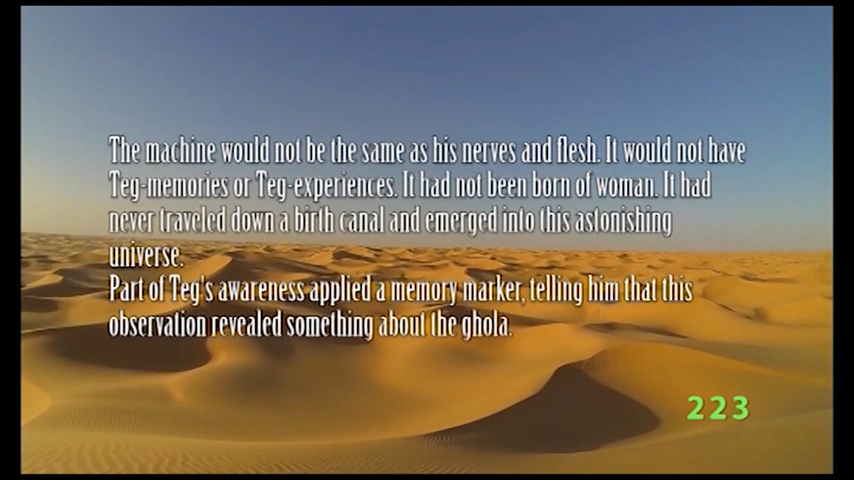 The machine would not be the same as his nerves and flesh. It would not have
Teg-memories or Teg-experiences. It had not been born of woman. It had
never traveled down a birth canal and emerged into this astonishing
universe.
Part of Teg's awareness applied a memory marker, telling him that this
observation revealed something about the ghola.
223